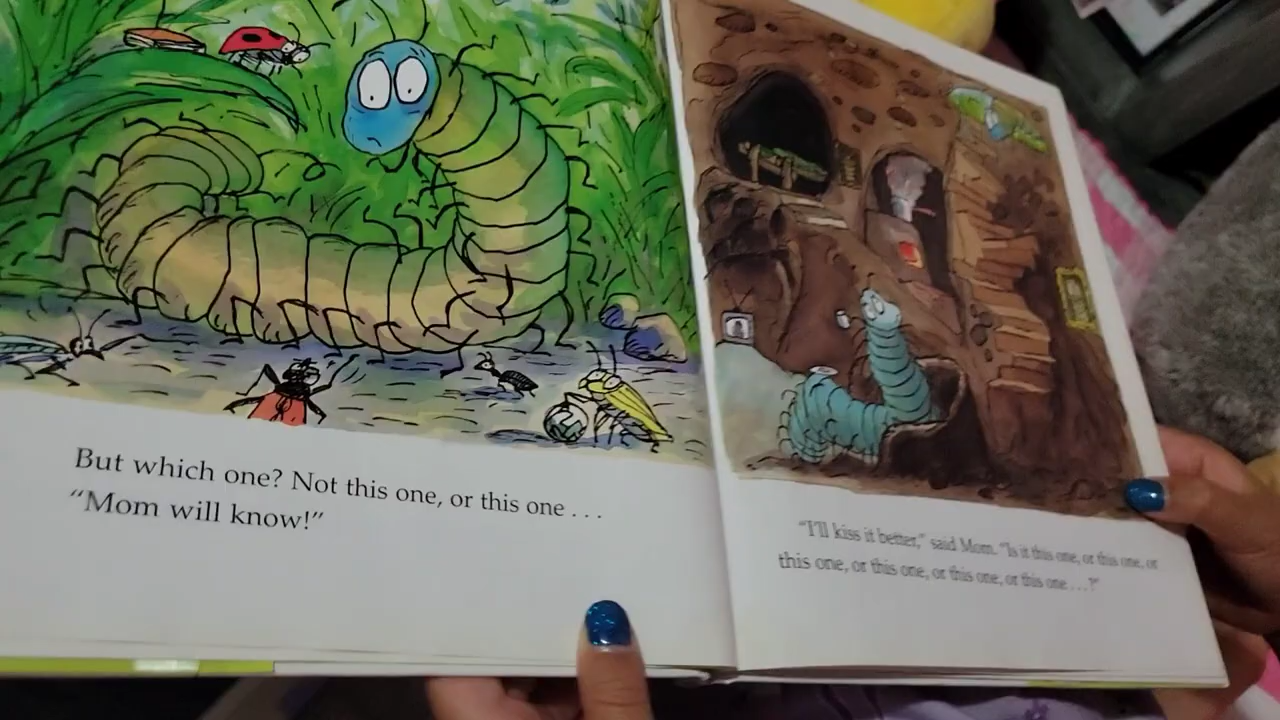 But which one? Not this one, or this one . . .
“Mom will know!”
“I’ll kiss it better,” said Mom. “Is it this one, or this one, or
this one, or this one, or this one, or this one . . . ?”